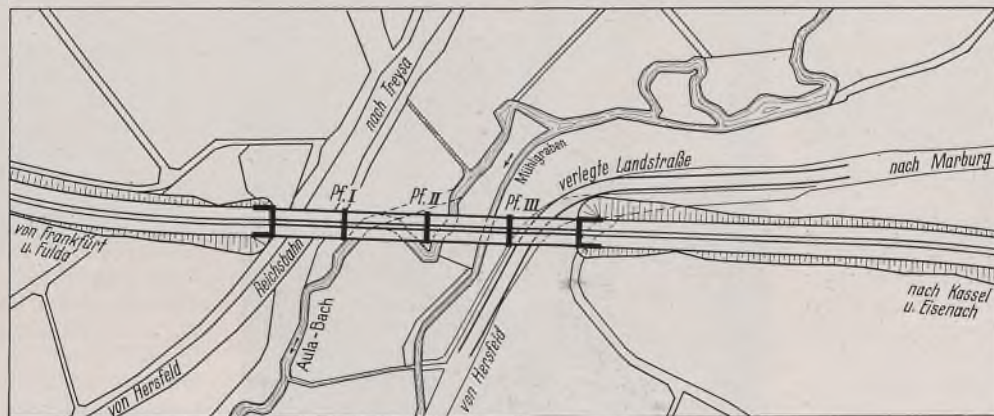 nach Treysa
Mühlgraben
verlegte Landstraße
nach Marburg
Pf. I
Pf. II
Pf. III
von Frankfurt
u. Fulda
Reichsbahn
Aula-Bach
nach Kassel
u. Eisenach
von Hersfeld
von Hersfeld